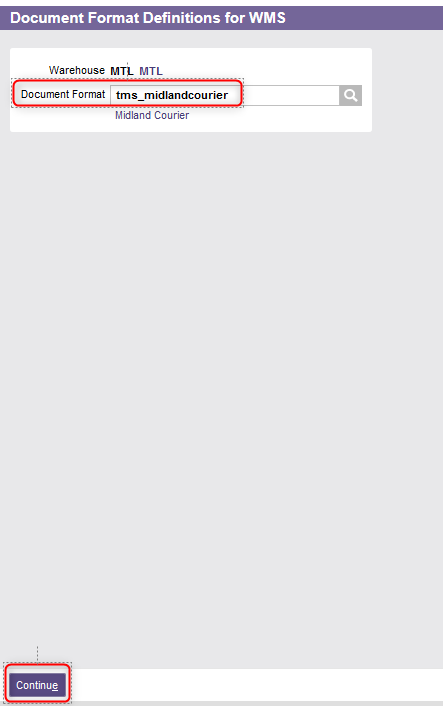 Document Format Definitions for WMS
Warehouse MTL MTL
Document Format tms_midlandcourier
Midland Courier
Continue